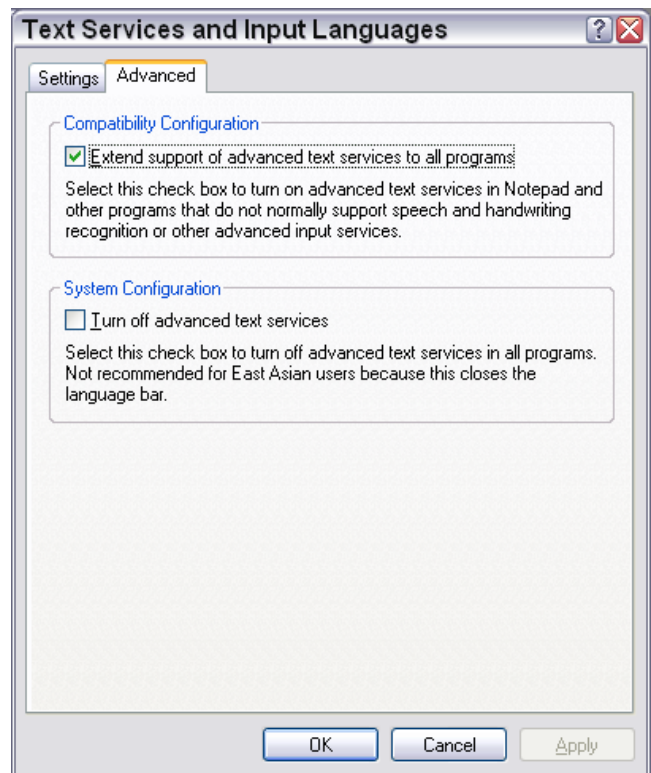 Text Services and Input Languages
Settings
Advanced
Compatibility Configuration
Extend support of advanced text services to all programs
Select this check box to turn on advanced text services in Notepad and
other programs that do not normally support speech and handwriting
recognition or other advanced input services.
System Configuration
Turn off advanced text services
Select this check box to turn off advanced text services in all programs.
Not recommended for East Asian users because this closes the
language bar.
OK
Cancel
Apply